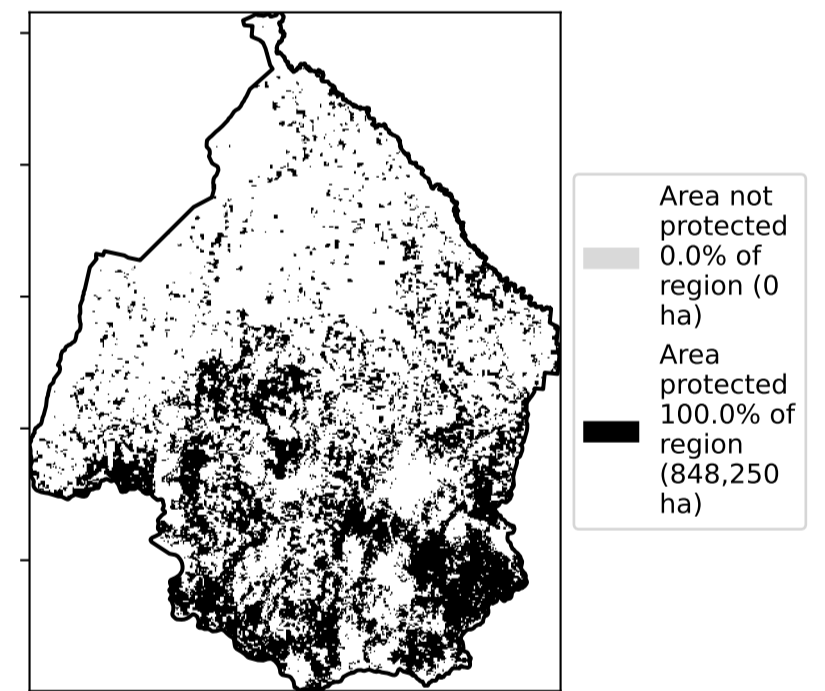 Area not
protected
0.0% of
region (0
ha)
Area
protected
100.0% of
region
(848,250
ha)